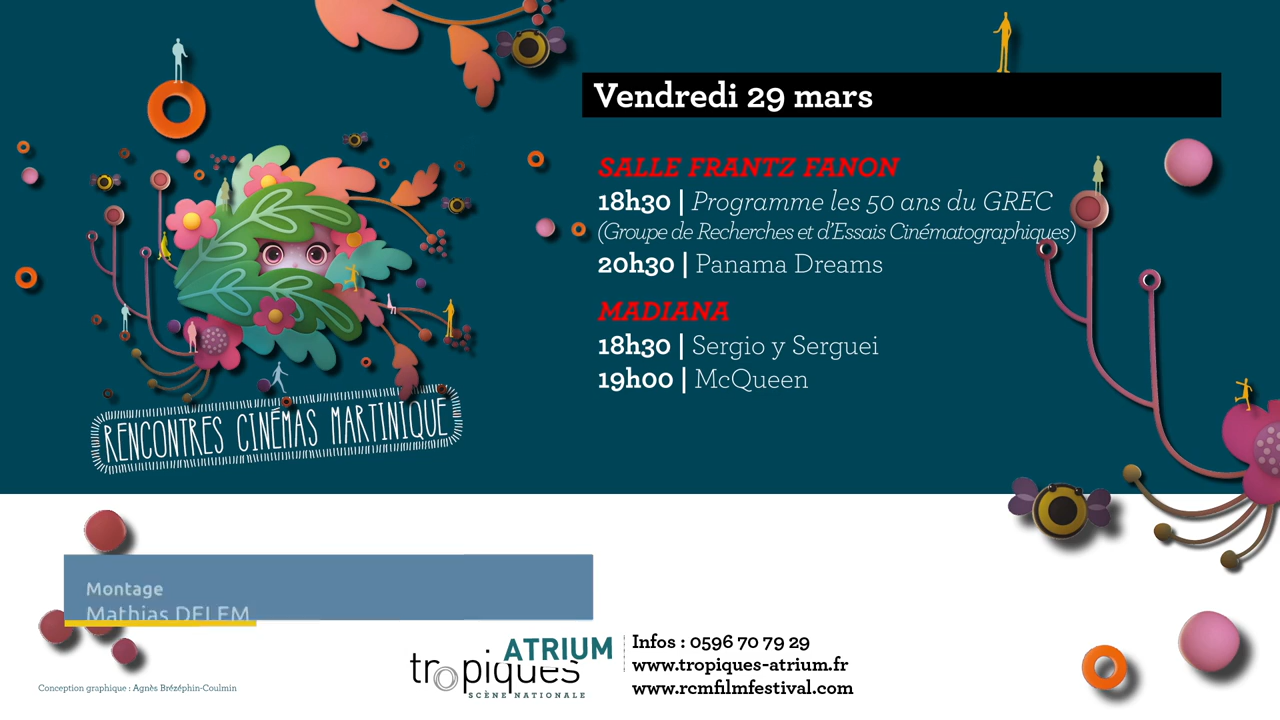 Vendredi 29 mars
SALLE FRANTZ FANON
18h30 | Programme les 50 ans du GREC
(Groupe de Recherches et d'Essais Cinématographiques)
20h30 | Panama Dreams
MADIANA
18h30 | Sergio y Serguei
19h00 | McQueen
RENCONTRES CINÉMAS MARTINIQUE
Montage
Mathias DELEM
tropiques ATRIUM
SCÈNE NATIONALE
Infos : 0596 70 79 29
www.tropiques-atrium.fr
www.rcmfilmfestival.com
Conception graphique : Agnès Brézéphin-Coulmin